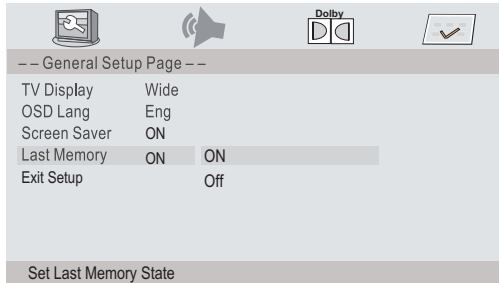 Dolby
-- General Setup Page --
TV Display Wide
OSD Lang Eng
Screen Saver ON
Last Memory ON ON
Exit Setup Off
Set Last Memory State